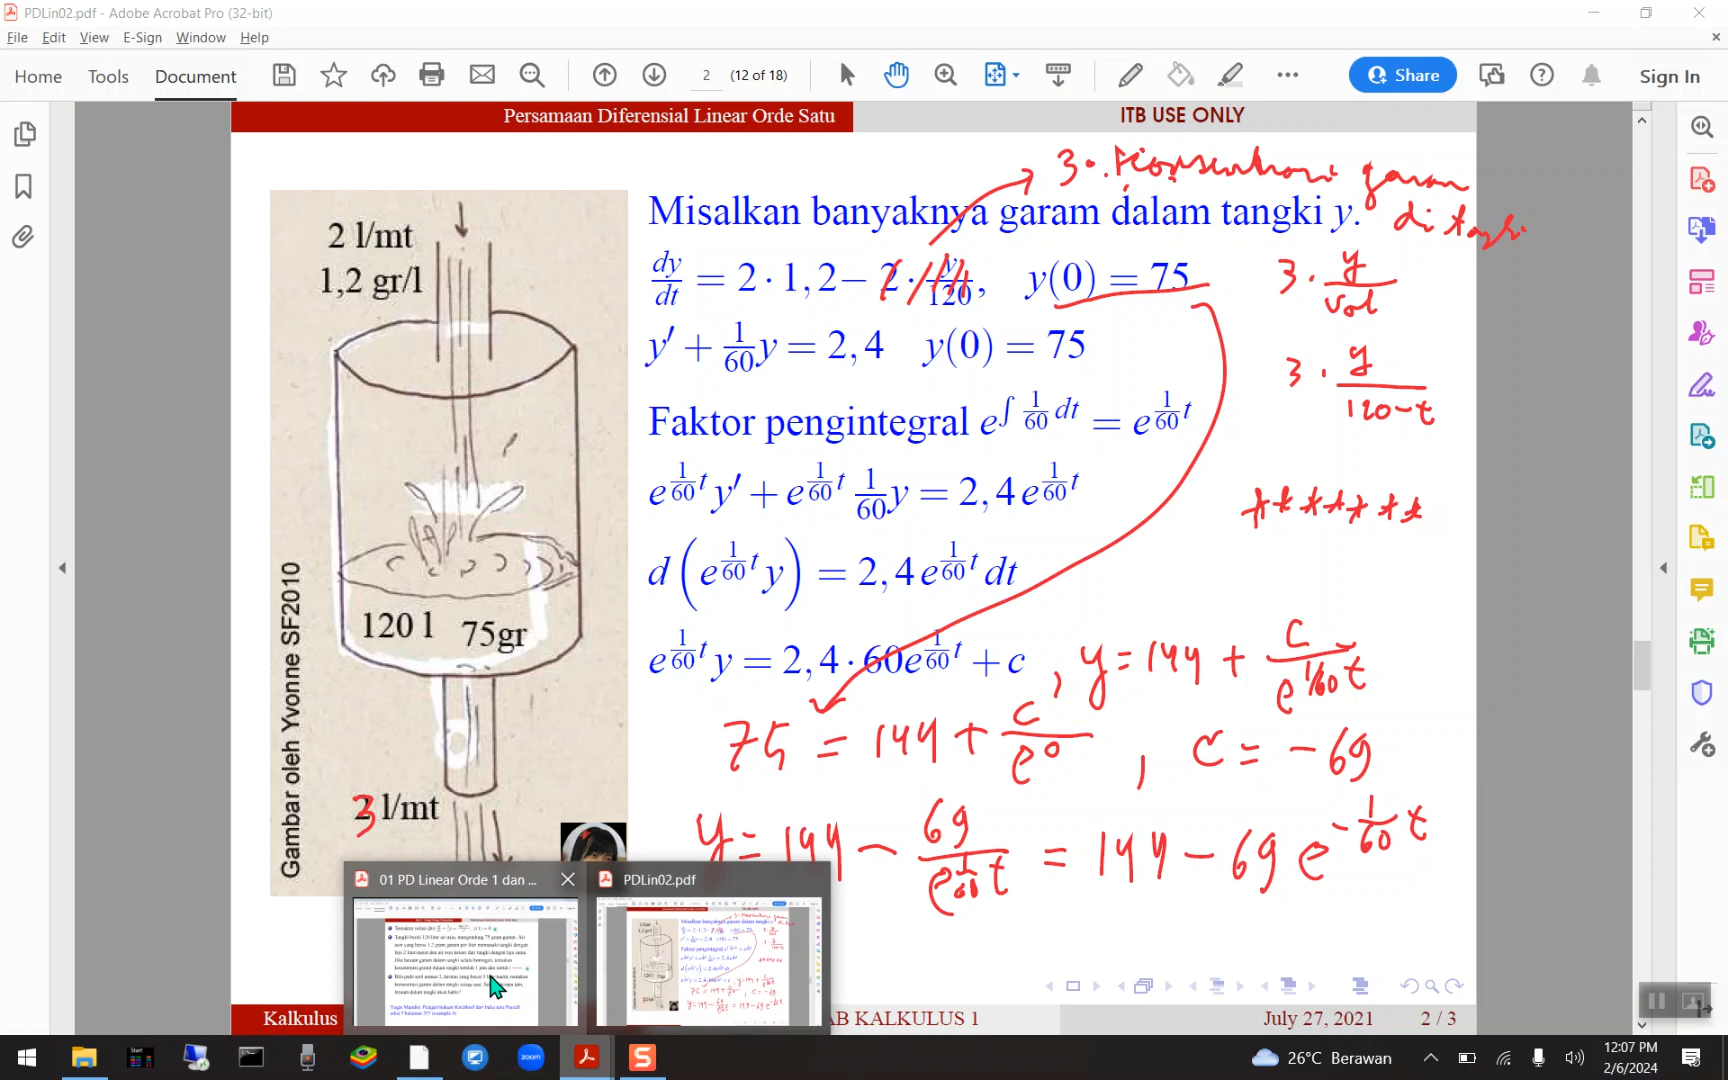 PDLin02.pdf - Adobe Acrobat Pro (32-bit)
File Edit View E-Sign Window Help
Home Tools Document 2 (12 of 18) Share Sign In
Persamaan Diferensial Linear Orde Satu ITB USE ONLY
3 · Konsentrasi garam
di tangki
Misalkan banyaknya garam dalam tangki y.
dy/dt = 2 · 1, 2 − 2 · y/120, y(0) = 75
3 · y/vol
y′ + 1/60 y = 2, 4 y(0) = 75
3 · y/120-t
Faktor pengintegral e^∫ 1/60 dt = e^1/60 t
e^1/60 t y′ + e^1/60 t 1/60 y = 2, 4 e^1/60 t
*******
d (e^1/60 t y) = 2, 4 e^1/60 t dt
e^1/60 t y = 2, 4 · 60e^1/60 t + c
, y = 144 + c/e^1/60 t
75 = 144 + c/e^0 , c = -69
y = 144 - 69/e^1/60 t = 144 - 69 e^-1/60 t
2 l/mt
1,2 gr/l
120 l 75gr
3
2 l/mt
Gambar oleh Yvonne SF2010
01 PD Linear Orde 1 dan ...
PDLin02.pdf
Kalkulus AB KALKULUS 1 July 27, 2021 2 / 3
Start
zoom
S
26°C Berawan
12:07 PM
2/6/2024